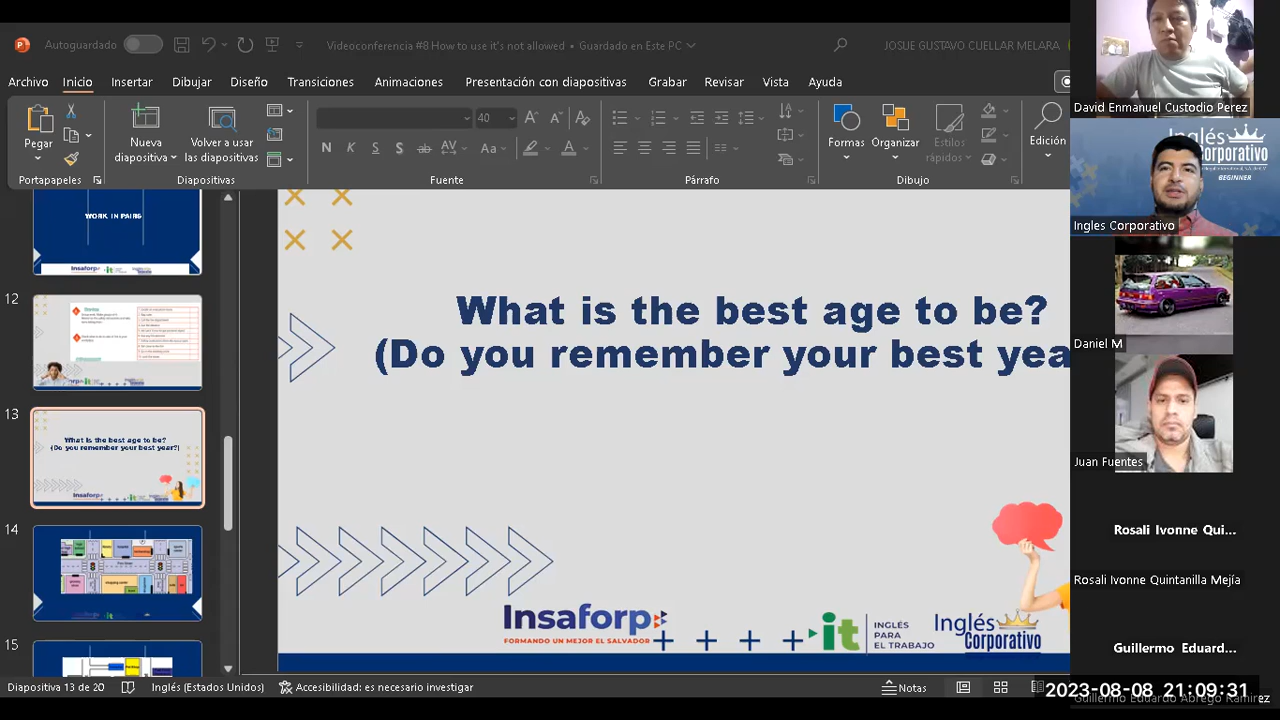 Autoguardado
Videoconferencia #8 How to use it's not allowed • Guardado en Este PC
JOSUE GUSTAVO CUELLAR MELARA
Archivo Inicio Insertar Dibujar Diseño Transiciones Animaciones Presentación con diapositivas Grabar Revisar Vista Ayuda
Pegar
Nueva diapositiva
Volver a usar las diapositivas
40
N K S S ab AV Aa A
Formas
Organizar
Estilos rápidos
Edición
Portapapeles
Diapositivas
Fuente
Párrafo
Dibujo
WORK IN PAIRS
12
13
What is the best age to be?
(Do you remember your best year?)
14
15
What is the best age to be?
(Do you remember your best yea
Insaforp
FORMANDO UN MEJOR EL SALVADOR
it
INGLÉS
PARA
EL TRABAJO
Inglés
Corporativo
David Enmanuel Custodio Perez
Inglés
Corporativo
BEGINNER
Ingles Corporativo
Daniel M
Juan Fuentes
Rosali Ivonne Qui...
Rosali Ivonne Quintanilla Mejía
Guillermo Eduard...
Guillermo Eduardo Abrego Ramirez
2023-08-08 21:09:31
Diapositiva 13 de 20
Inglés (Estados Unidos)
Accesibilidad: es necesario investigar
Notas